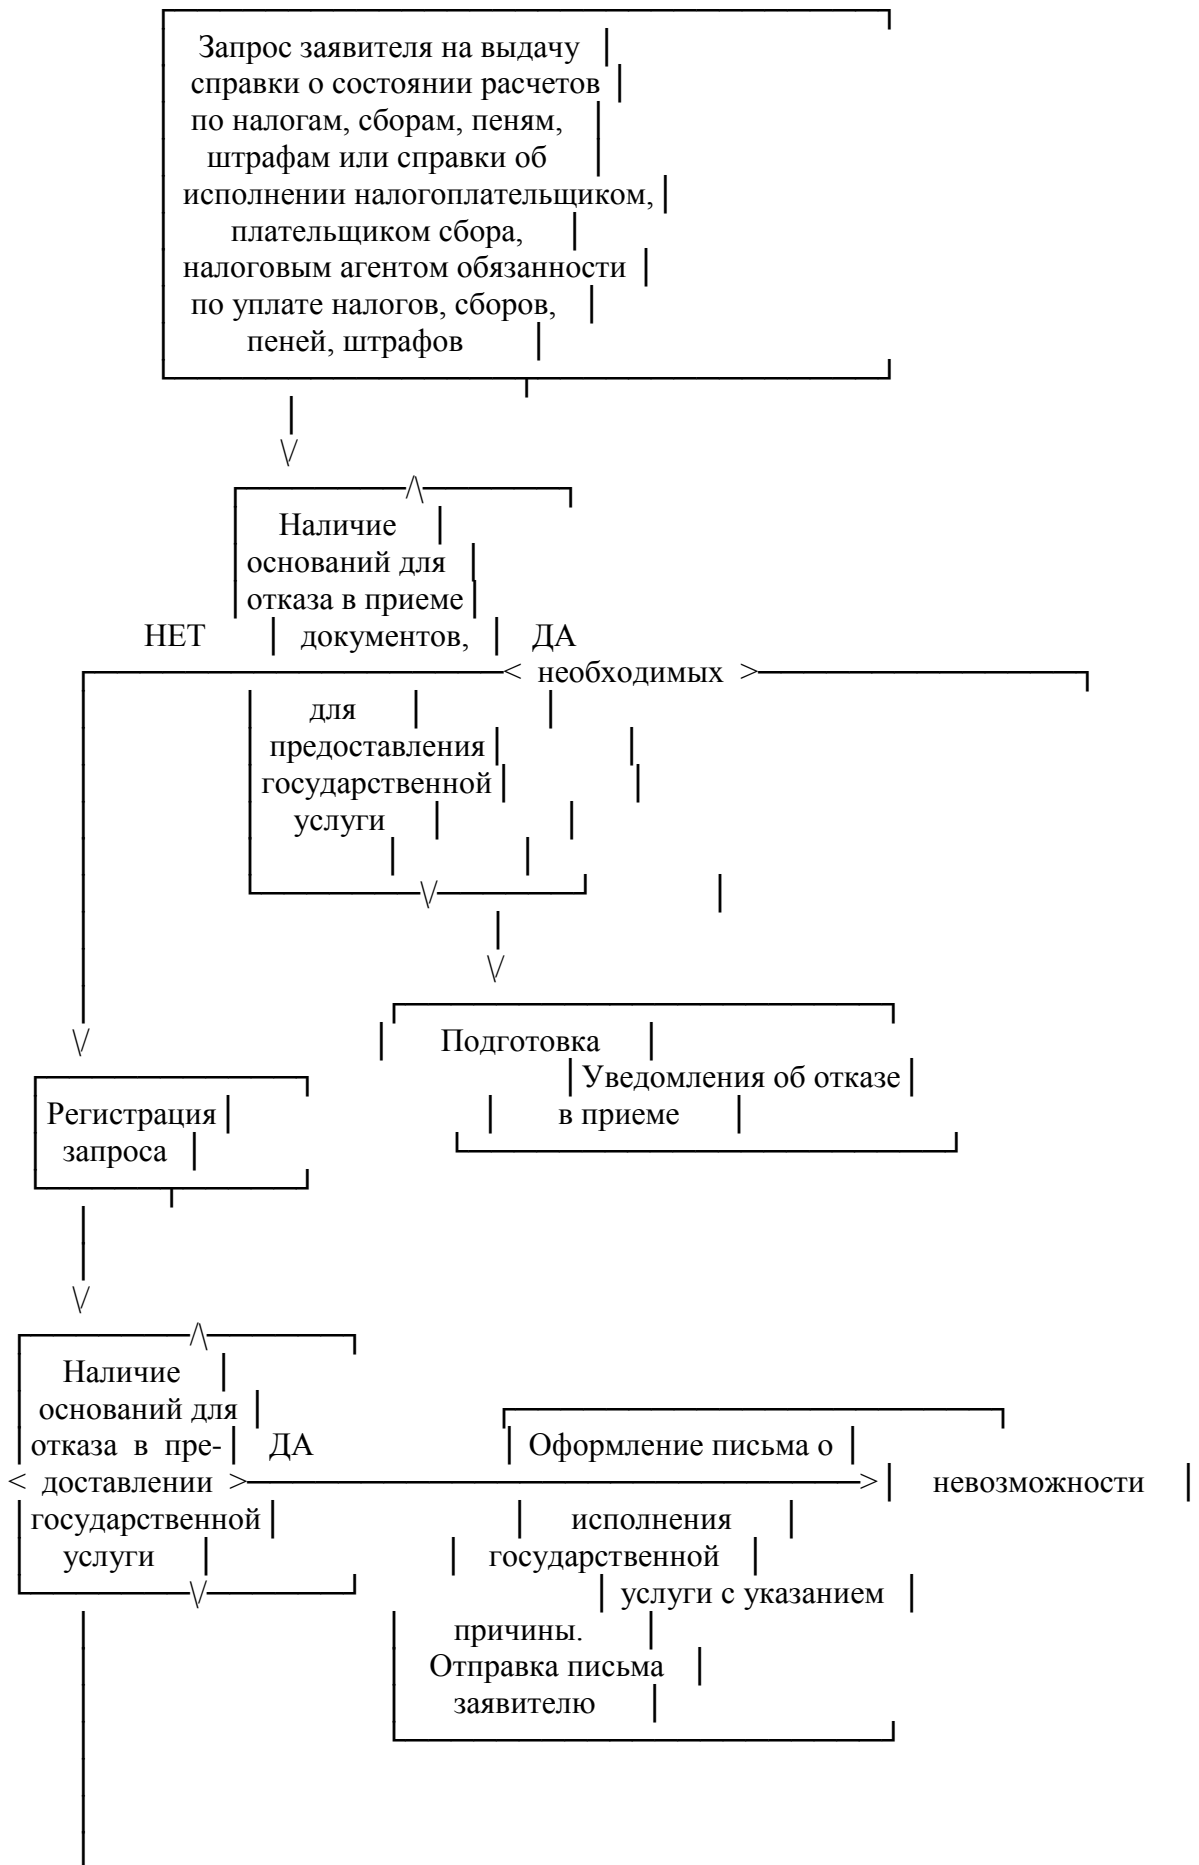 Запрос заявителя на выдачу
справки о состоянии расчетов
по налогам, сборам, пеням,
штрафам или справки об
исполнении налогоплательщиком,
плательщиком сбора,
налоговым агентом обязанности
по уплате налогов, сборов,
пеней, штрафов
Наличие
оснований для
отказа в приеме
НЕТ документов, ДА
необходимых
для
предоставления
государственной
услуги
Подготовка
Уведомления об отказе
в приеме
Регистрация
запроса
Наличие
оснований для
отказа в пре- ДА
доставлении
государственной
услуги
Оформление письма о
невозможности
исполнения
государственной
услуги с указанием
причины.
Отправка письма
заявителю